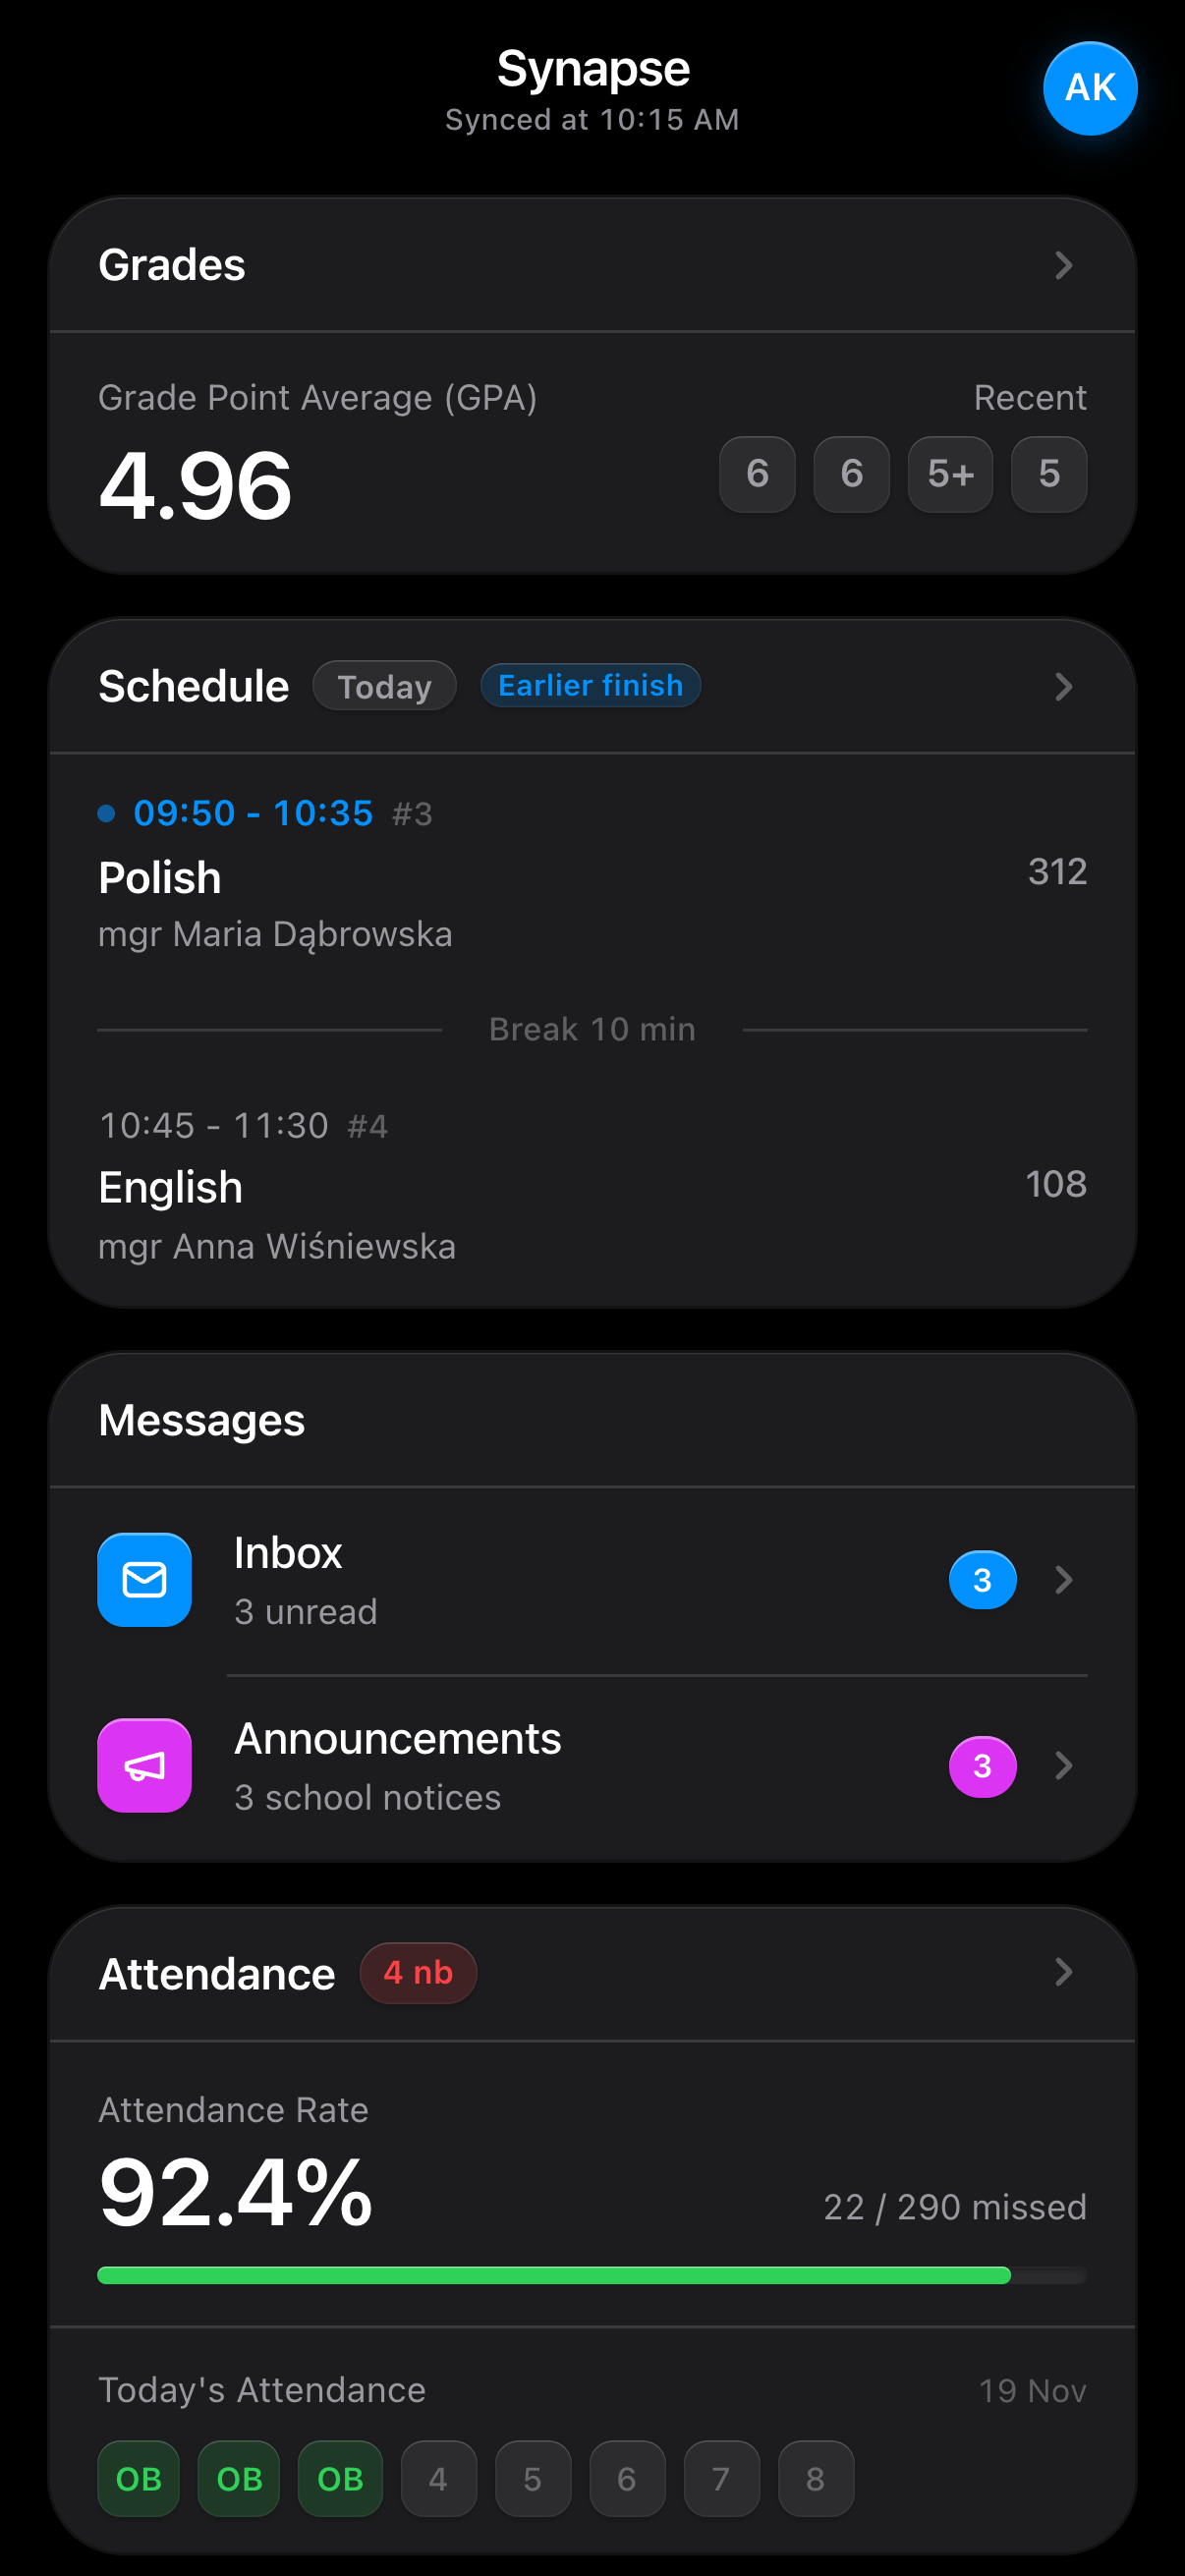 Synapse
Synced at 10:15 AM
AK
Grades
Grade Point Average (GPA)
Recent
4.96
6 6 5+ 5
Schedule Today Earlier finish
09:50 - 10:35 #3
Polish
312
mgr Maria Dąbrowska
Break 10 min
10:45 - 11:30 #4
English
108
mgr Anna Wiśniewska
Messages
Inbox
3 unread
3
Announcements
3 school notices
3
Attendance 4 nb
Attendance Rate
92.4%
22 / 290 missed
Today's Attendance
19 Nov
OB OB OB 4 5 6 7 8